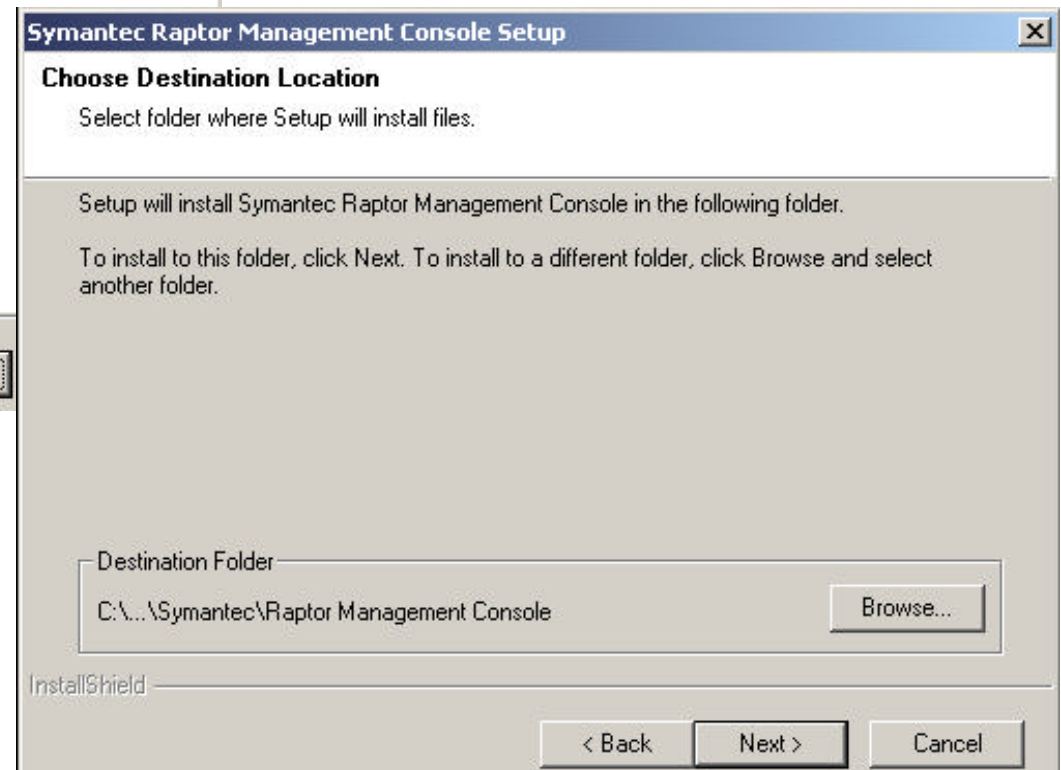 Symantec Raptor Management Console Setup
Choose Destination Location
Select folder where Setup will install files.
Setup will install Symantec Raptor Management Console in the following folder.
To install to this folder, click Next. To install to a different folder, click Browse and select
another folder.
Destination Folder
C:\...\Symantec\Raptor Management Console
Browse...
InstallShield
< Back
Next >
Cancel